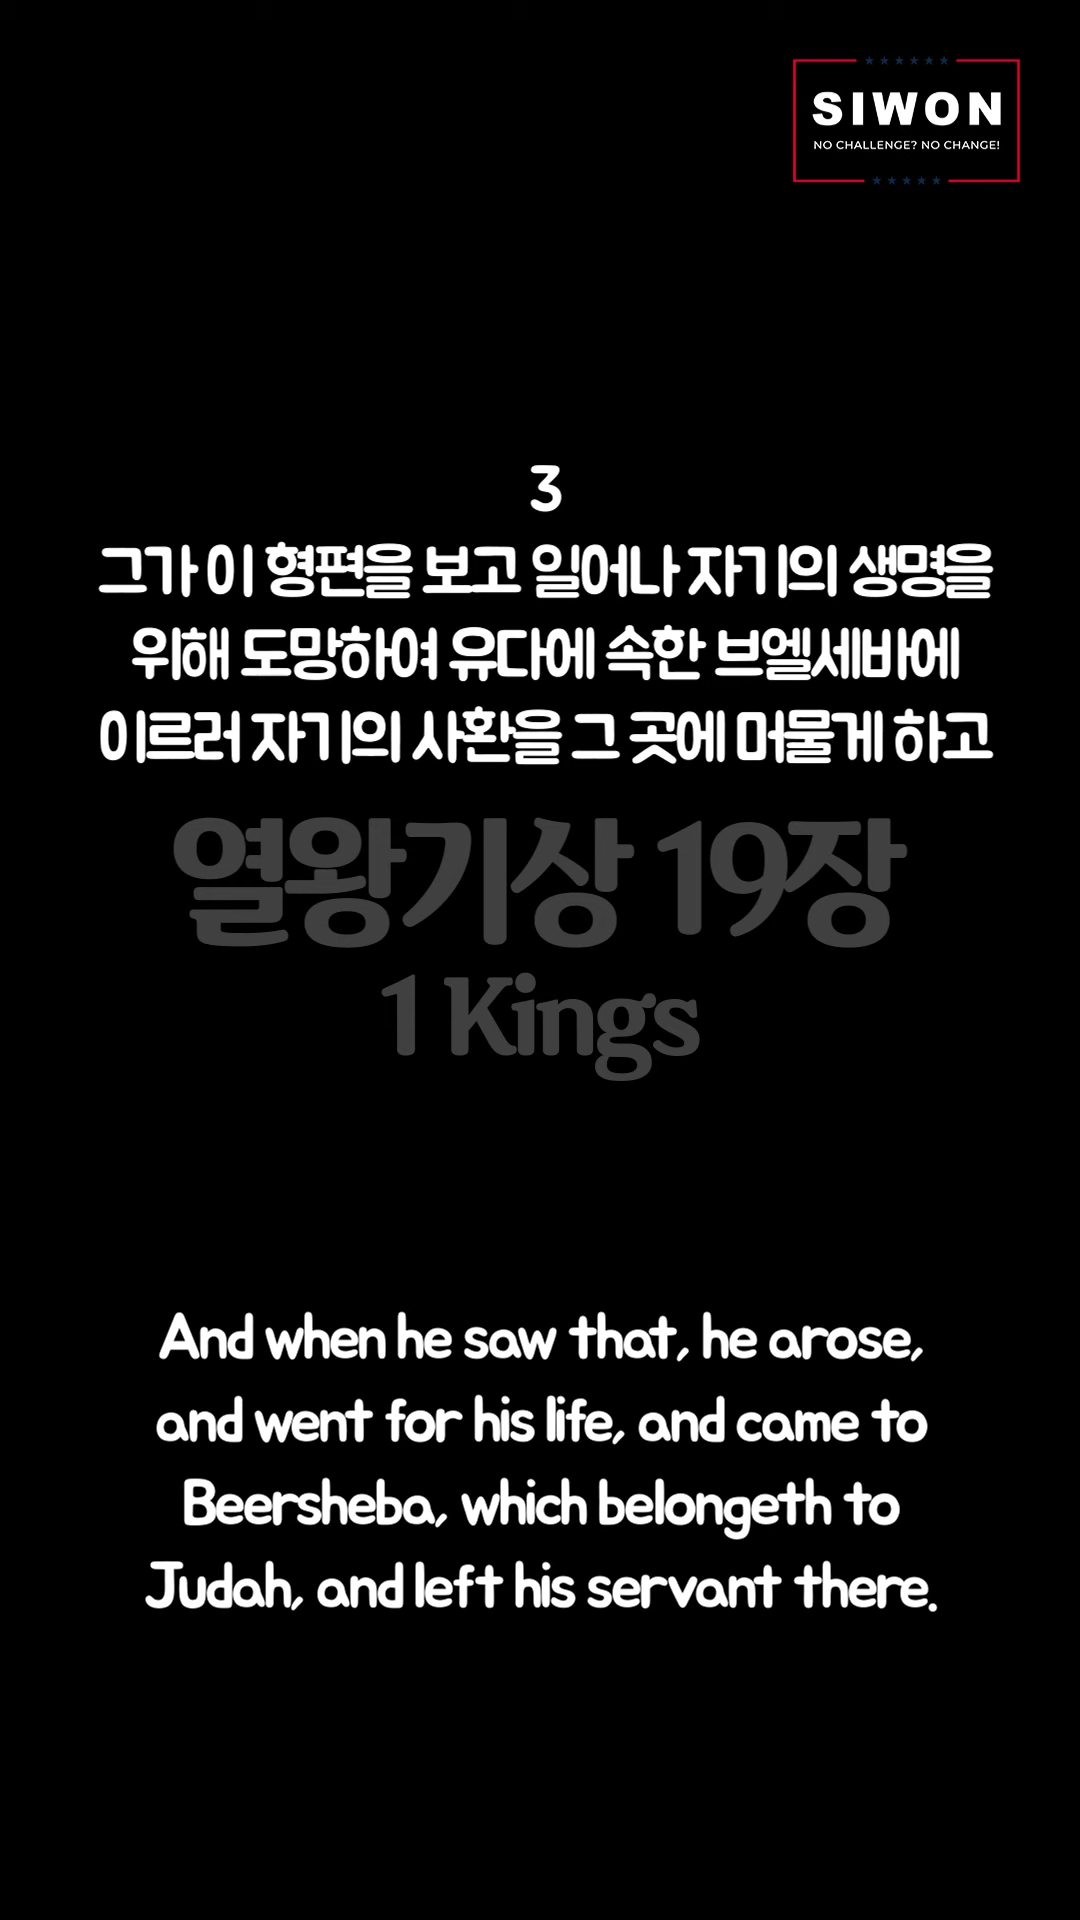 SIWON
NO CHALLENGE? NO CHANGE!
3
그가 이 형편을 보고 일어나 자기의 생명을
위해 도망하여 유다에 속한 브엘세바에
이르러 자기의 사환을 그 곳에 머물게 하고
열왕기상 19장
1 Kings
And when he saw that, he arose,
and went for his life, and came to
Beersheba, which belongeth to
Judah, and left his servant there.